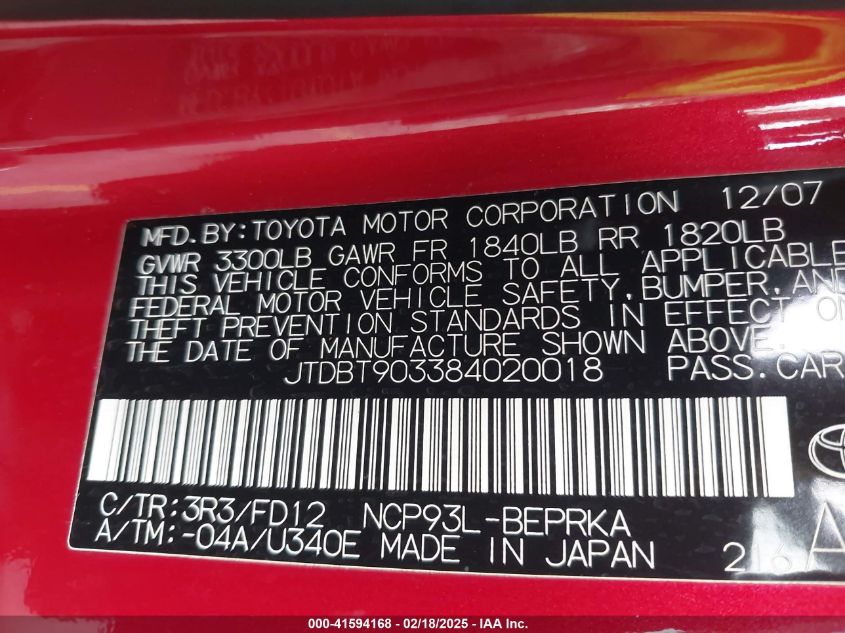 MFD.BY:TOYOTA MOTOR CORPORATION 12/07
GVWR 3300LB GAWR FR 1840LB RR 1820LB
THIS VEHICLE CONFORMS TO ALL APPLICABLE
FEDERAL MOTOR VEHICLE SAFETY, BUMPER, AND
THEFT PREVENTION STANDARDS IN EFFECT ON
THE DATE OF MANUFACTURE SHOWN ABOVE.
JTDBT903384020018 PASS.CAR
C/TR:3R3/FD12 NCP93L-BEPRKA
A/TM:-04A/U340E MADE IN JAPAN 216 A
000-41594168 - 02/18/2025 - IAA Inc.